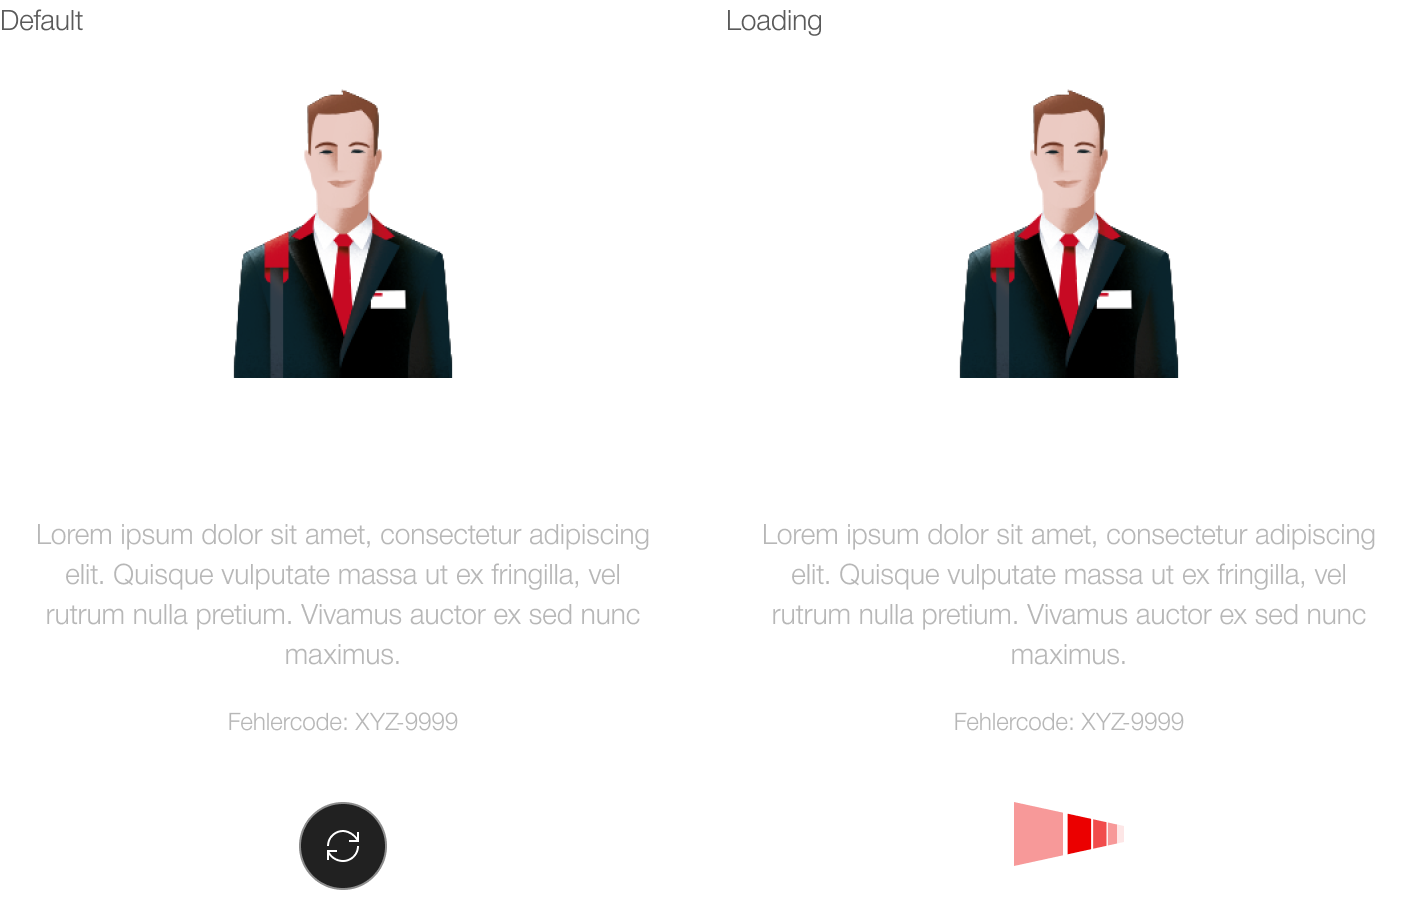 Default
Loading
Lorem ipsum dolor sit amet, consectetur adipiscing
elit. Quisque vulputate massa ut ex fringilla, vel
rutrum nulla pretium. Vivamus auctor ex sed nunc
maximus.
Fehlercode: XYZ-9999
Lorem ipsum dolor sit amet, consectetur adipiscing
elit. Quisque vulputate massa ut ex fringilla, vel
rutrum nulla pretium. Vivamus auctor ex sed nunc
maximus.
Fehlercode: XYZ-9999